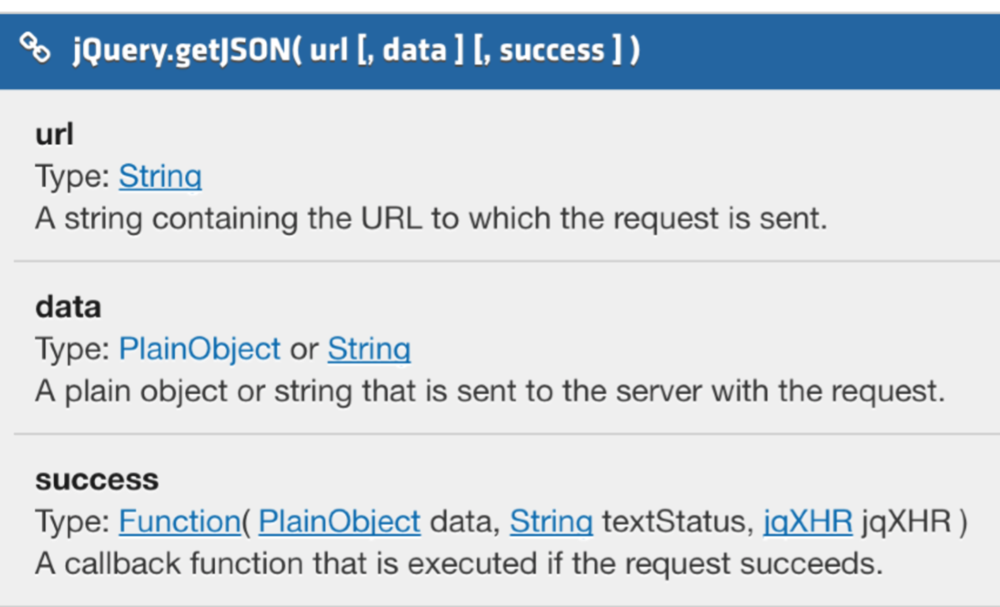 jQuery.getJSON( url [, data ] [, success ] )
url
Type: String
A string containing the URL to which the request is sent.
data
Type: PlainObject or String
A plain object or string that is sent to the server with the request.
success
Type: Function( PlainObject data, String textStatus, jqXHR jqXHR )
A callback function that is executed if the request succeeds.